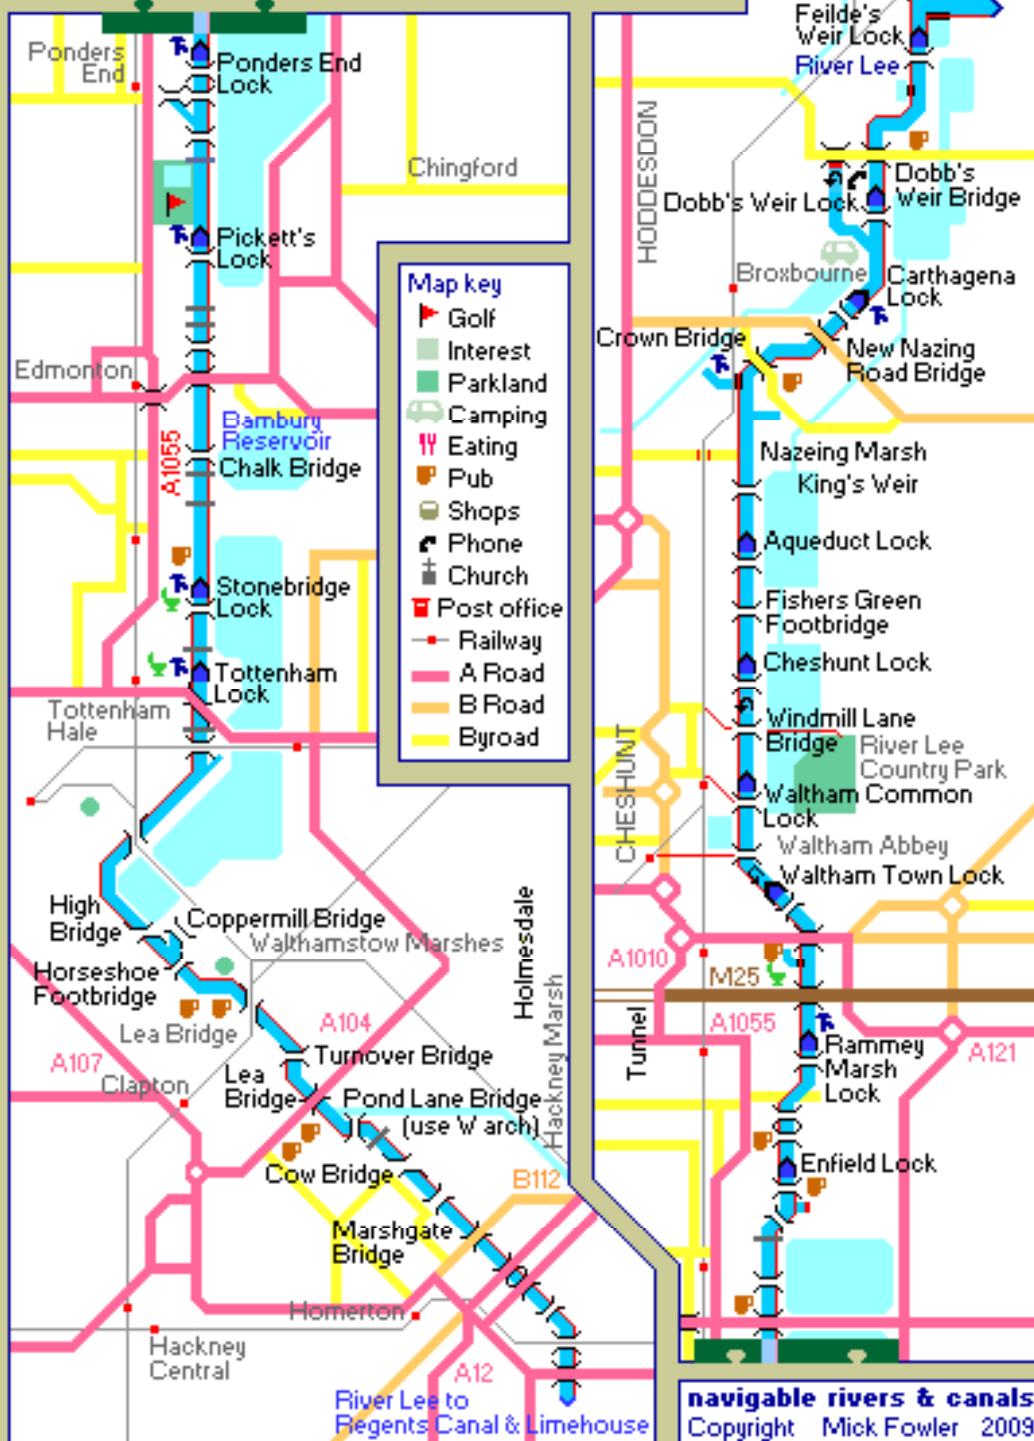 Ponders
End
Ponders End
Lock
Chingford
Pickett's
Lock
Edmonton
A1055
Bambury
Reservoir
Chalk Bridge
Stonebridge
Lock
Tottenham
Lock
Tottenham
Hale
High
Bridge
Coppermill Bridge
Walthamstow Marshes
Horseshoe
Footbridge
Lea Bridge
A104
A107
Turnover Bridge
Clapton
Lea
Bridge
Pond Lane Bridge
(use W arch)
Cow Bridge
B112
Marshgate
Bridge
Homerton
Hackney
Central
A12
River Lee to
Regents Canal & Limehouse
Holmesdale
Hackney Marsh
Map key
Golf
Interest
Parkland
Camping
Eating
Pub
Shops
Phone
Church
Post office
Railway
A Road
B Road
Byroad
Feilde's
Weir Lock
River Lee
HODDESDON
Dobb's
Weir Bridge
Dobb's Weir Lock
Broxbourne
Carthagena
Lock
Crown Bridge
New Nazing
Road Bridge
Nazeing Marsh
King's Weir
Aqueduct Lock
Fishers Green
Footbridge
Cheshunt Lock
Windmill Lane
Bridge
River Lee
Country Park
CHESHUNT
Waltham Common
Lock
Waltham Abbey
Waltham Town Lock
A1010
M25
Tunnel
A1055
Rammey
Marsh
Lock
A121
Enfield Lock
navigable rivers & canals
Copyright Mick Fowler 2009